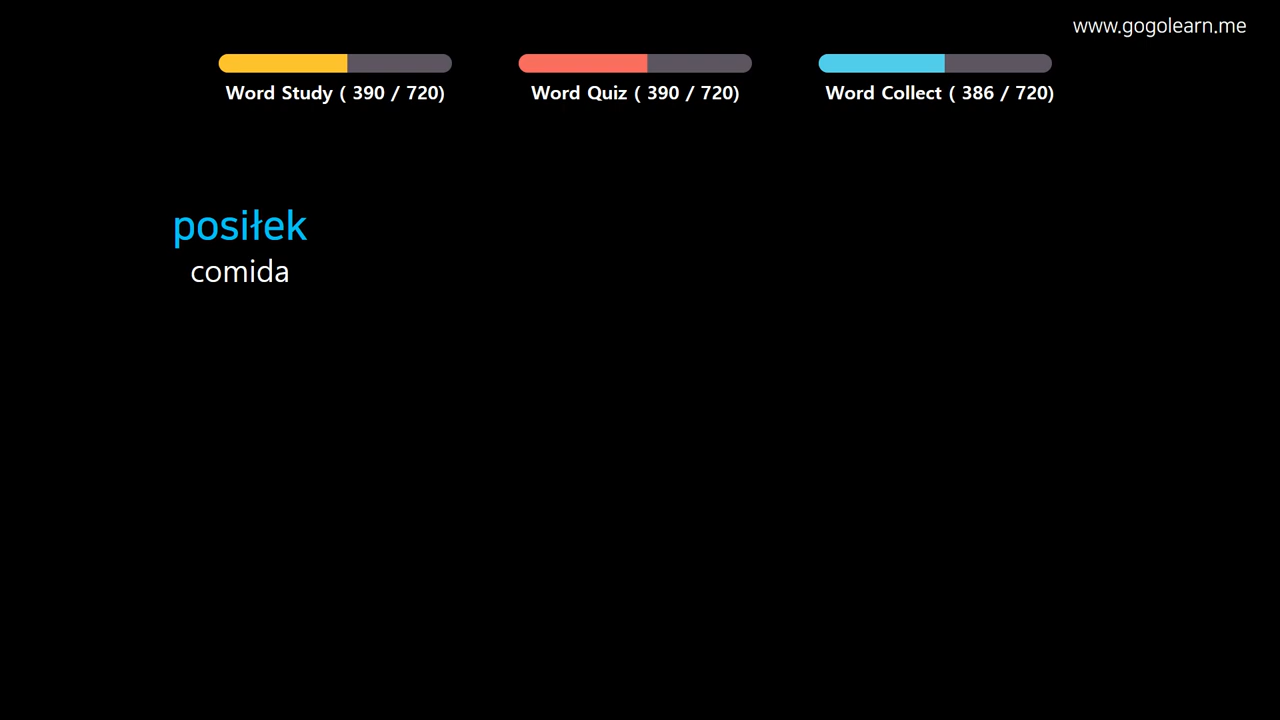 www.gogolearn.me
Word Study ( 390 / 720)
Word Quiz ( 390 / 720)
Word Collect ( 386 / 720)
posiłek
comida